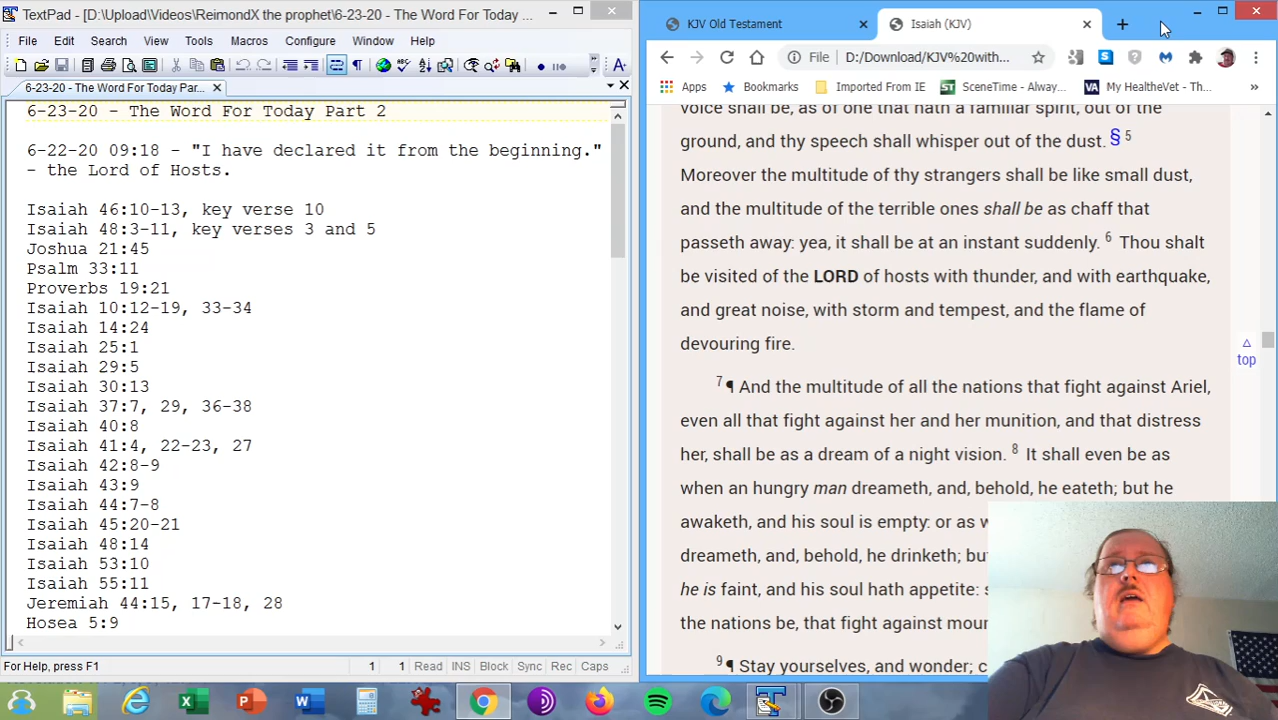 TextPad - [D:\Upload\Videos\ReimondX the prophet\6-23-20 - The Word For Today ...
File Edit Search View Tools Macros Configure Window Help
6-23-20 - The Word For Today Par...
6-23-20 - The Word For Today Part 2
6-22-20 09:18 - "I have declared it from the beginning."
- the Lord of Hosts.
Isaiah 46:10-13, key verse 10
Isaiah 48:3-11, key verses 3 and 5
Joshua 21:45
Psalm 33:11
Proverbs 19:21
Isaiah 10:12-19, 33-34
Isaiah 14:24
Isaiah 25:1
Isaiah 29:5
Isaiah 30:13
Isaiah 37:7, 29, 36-38
Isaiah 40:8
Isaiah 41:4, 22-23, 27
Isaiah 42:8-9
Isaiah 43:9
Isaiah 44:7-8
Isaiah 45:20-21
Isaiah 48:14
Isaiah 53:10
Isaiah 55:11
Jeremiah 44:15, 17-18, 28
Hosea 5:9
For Help, press F1 1 1 Read INS Block Sync Rec Caps
KJV Old Testament Isaiah (KJV)
File D:/Download/KJV%20with...
Apps Bookmarks Imported From IE SceneTime - Alway... My HealtheVet - Th... »
voice shall be, as of one that hath a familiar spirit, out of the
ground, and thy speech shall whisper out of the dust. § 5
Moreover the multitude of thy strangers shall be like small dust,
and the multitude of the terrible ones shall be as chaff that
passeth away: yea, it shall be at an instant suddenly. 6 Thou shalt
be visited of the LORD of hosts with thunder, and with earthquake,
and great noise, with storm and tempest, and the flame of
devouring fire.
top
7 ¶ And the multitude of all the nations that fight against Ariel,
even all that fight against her and her munition, and that distress
her, shall be as a dream of a night vision. 8 It shall even be as
when an hungry man dreameth, and, behold, he eateth; but he
awaketh, and his soul is empty: or as
dreameth, and, behold, he drinketh;
he is faint, and his soul hath appetite:
the nations be, that fight against
9 ¶ Stay yourselves, and wonder;